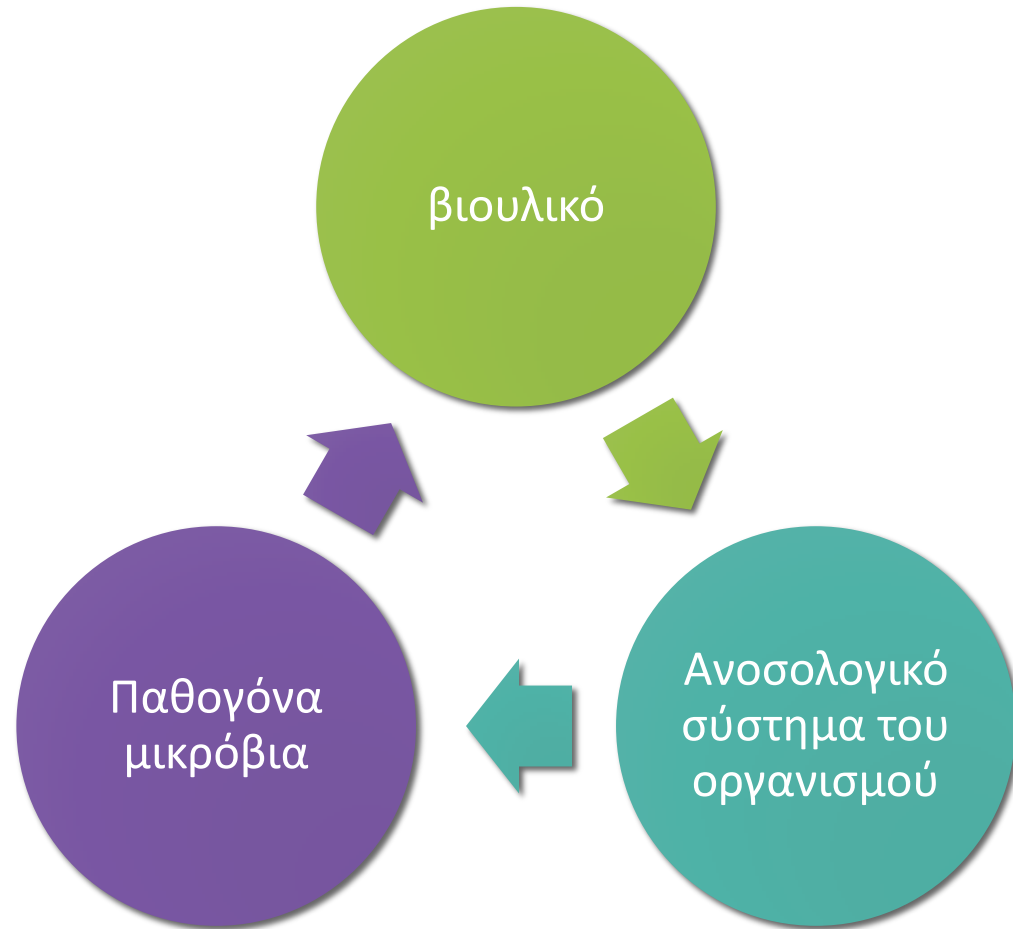 βιουλικό
Παθογόνα
μικρόβια
Ανοσολογικό
σύστημα του
οργανισμού